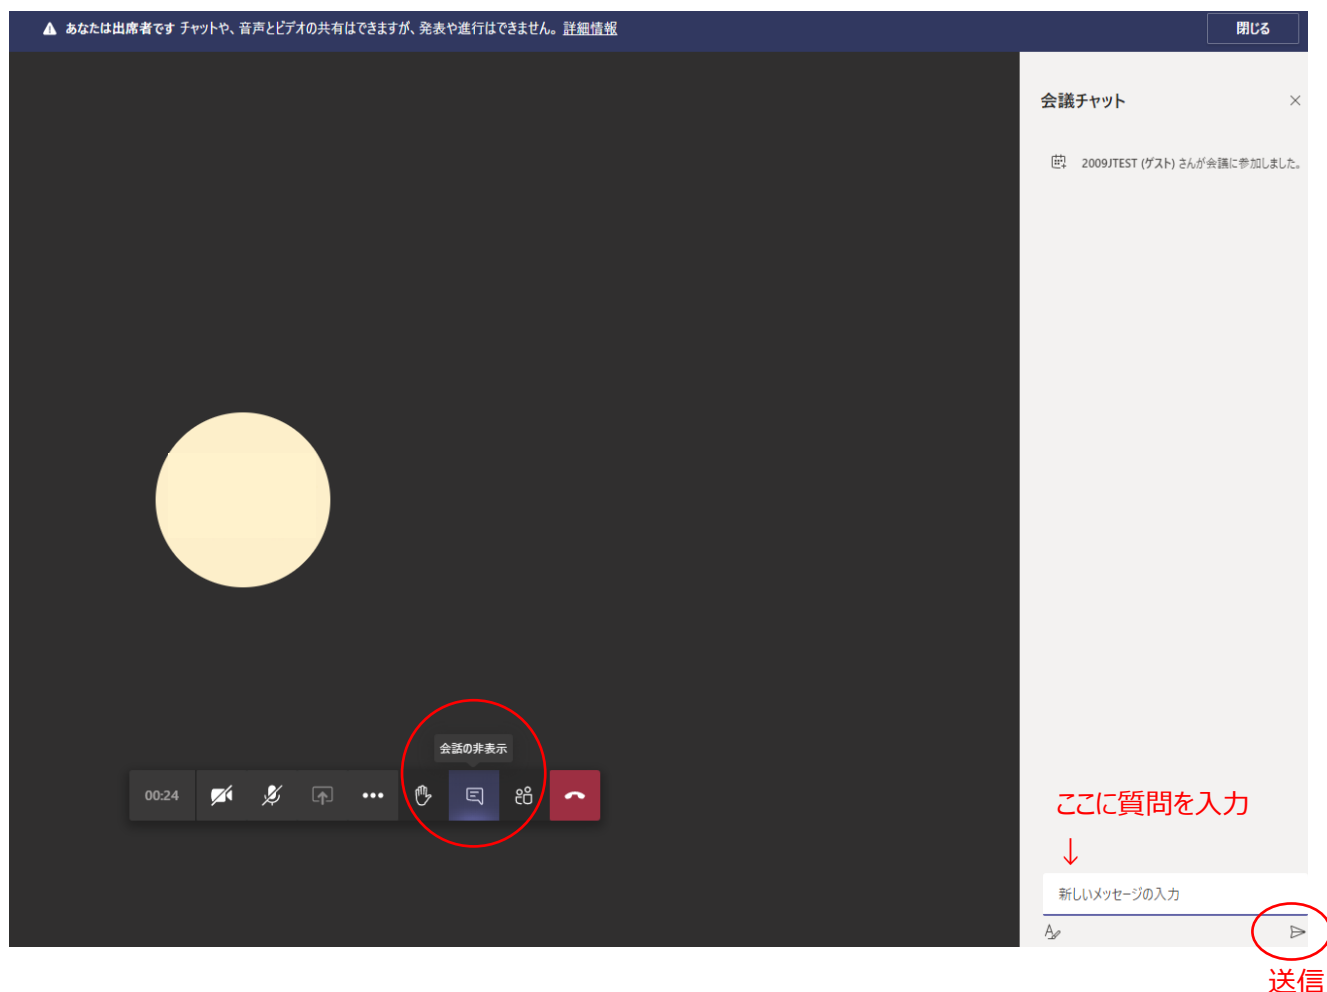 あなたは出席者です チャットや、音声とビデオの共有はできますが、発表や進行はできません。 詳細情報
閉じる
会議チャット
2009JTEST (ゲスト) さんが会議に参加しました。
会話の非表示
00:24
ここに質問を入力
↓
新しいメッセージの入力
送信